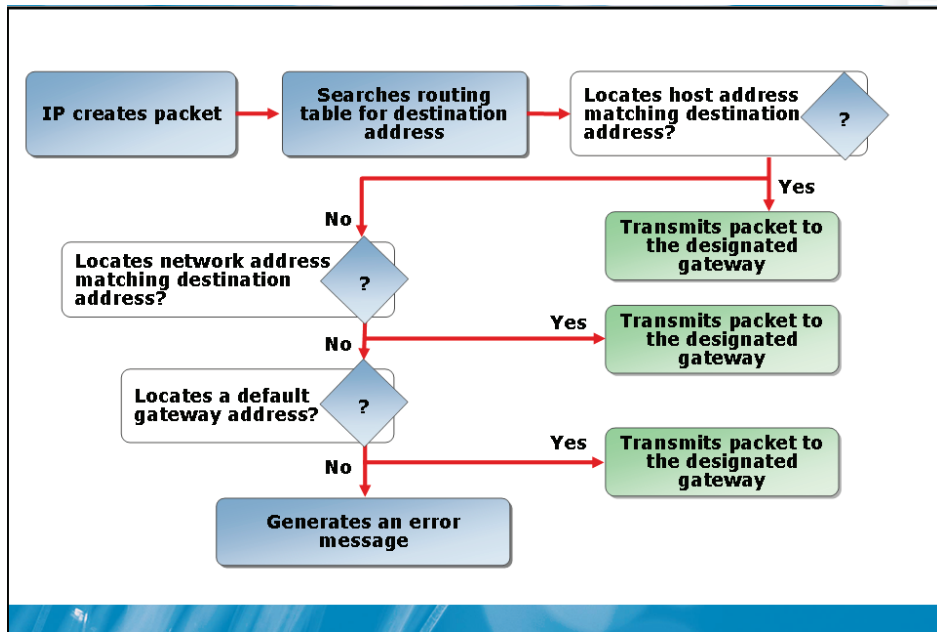 IP creates packet
Searches routing
table for destination
address
Locates host address
matching destination
address?
?
Yes
No
Transmits packet to
the designated
gateway
Locates network address
matching destination
address?
?
Yes
No
Transmits packet to
the designated
gateway
Locates a default
gateway address?
?
Yes
No
Transmits packet to
the designated
gateway
Generates an error
message